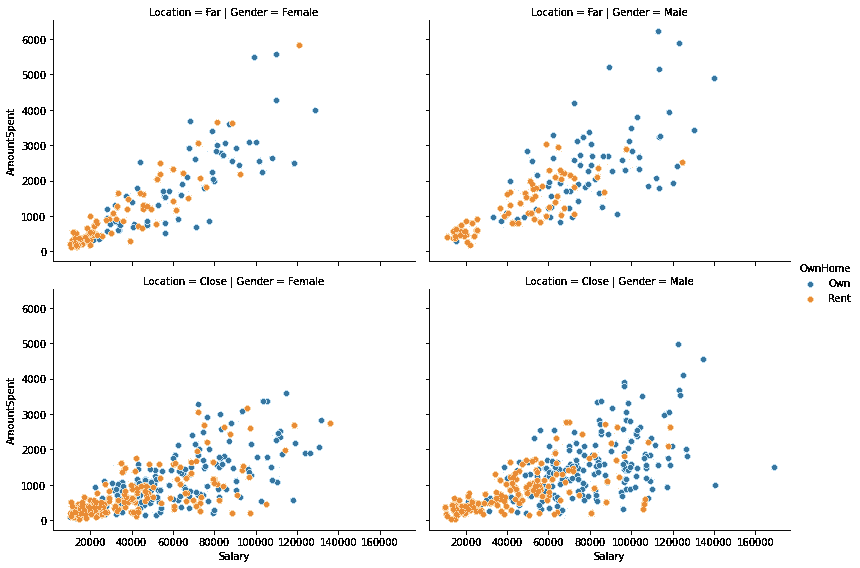 Location = Far | Gender = Female
Location = Far | Gender = Male
6000
5000
4000
3000
2000
1000
0
AmountSpent
Location = Close | Gender = Female
Location = Close | Gender = Male
OwnHome
Own
Rent
6000
5000
4000
3000
2000
1000
0
AmountSpent
20000 40000 60000 80000 100000 120000 140000 160000
20000 40000 60000 80000 100000 120000 140000 160000
Salary
Salary